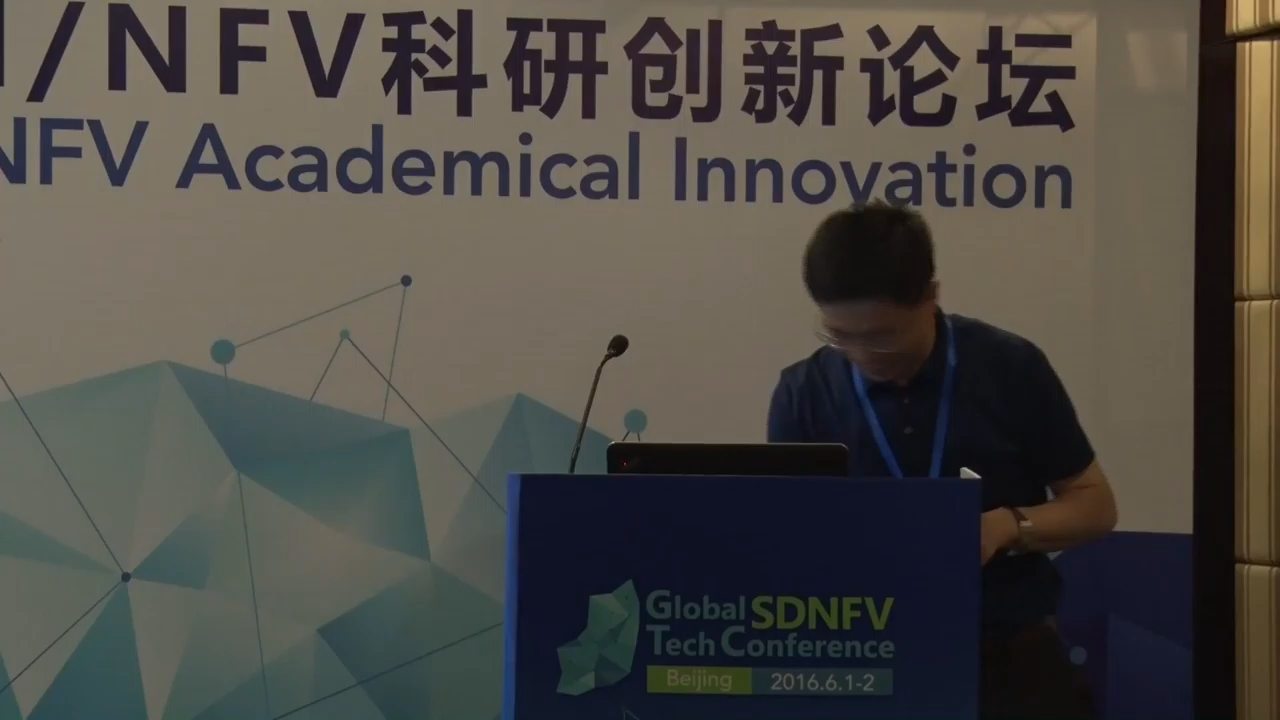 /NFV科研创新论坛
NFV Academical Innovation
Global SDNFV
Tech Conference
Beijing 2016.6.1-2